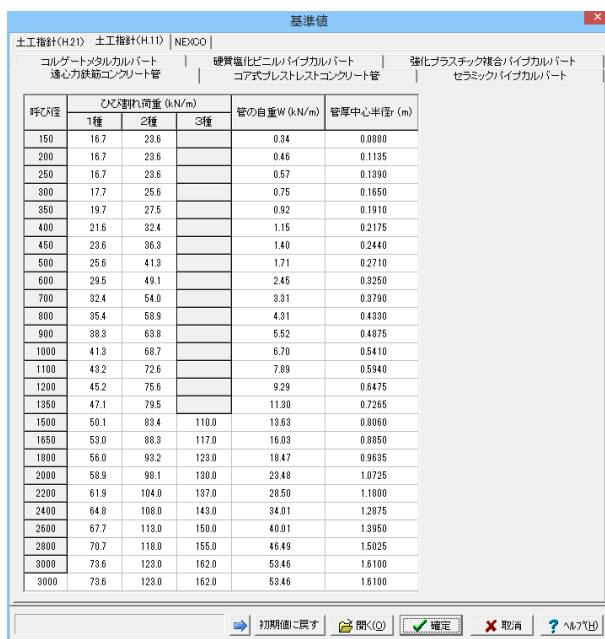 基準値
土工指針(H.21) 土工指針(H.11) NEXCO
コルゲートメタルカルバート 硬質塩化ビニルパイプカルバート 強化プラスチック複合パイプカルバート
遠心力鉄筋コンクリート管 コア式プレストレストコンクリート管 セラミックパイプカルバート
呼び径 ひび割れ荷重 (kN/m) 管の自重W (kN/m) 管厚中心半径r (m)
1種 2種 3種
150 16.7 23.6 0.34 0.0880
200 16.7 23.6 0.46 0.1135
250 16.7 23.6 0.57 0.1390
300 17.7 25.6 0.75 0.1650
350 19.7 27.5 0.92 0.1910
400 21.6 32.4 1.15 0.2175
450 23.6 36.3 1.40 0.2440
500 25.6 41.3 1.71 0.2710
600 29.5 49.1 2.45 0.3250
700 32.4 54.0 3.31 0.3790
800 35.4 58.9 4.31 0.4330
900 38.3 63.8 5.52 0.4875
1000 41.3 68.7 6.70 0.5410
1100 43.2 72.6 7.89 0.5940
1200 45.2 75.6 9.29 0.6475
1350 47.1 79.5 11.30 0.7265
1500 50.1 83.4 110.0 13.63 0.8060
1650 53.0 88.3 117.0 16.03 0.8850
1800 56.0 93.2 123.0 18.47 0.9635
2000 58.9 98.1 130.0 23.48 1.0725
2200 61.9 104.0 137.0 28.50 1.1800
2400 64.8 108.0 143.0 34.01 1.2875
2600 67.7 113.0 150.0 40.01 1.3950
2800 70.7 118.0 155.0 46.49 1.5025
3000 73.6 123.0 162.0 53.46 1.6100
3000 73.6 123.0 162.0 53.46 1.6100
初期値に戻す 開く(O) 確定 取消 ? ヘルプ(H)